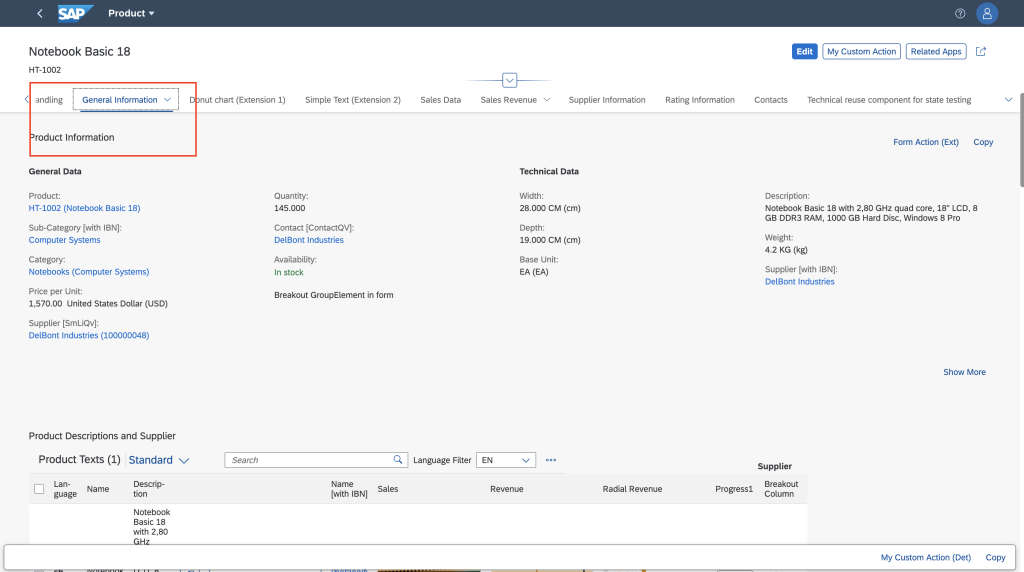 SAP Product
Notebook Basic 18
Edit My Custom Action Related Apps
HT-1002
anding General Information Donut chart (Extension 1) Simple Text (Extension 2) Sales Data Sales Revenue Supplier Information Rating Information Contacts Technical reuse component for state testing
Product Information
Form Action (Ext) Copy
General Data
Product:
HT-1002 (Notebook Basic 18)
Sub-Category [with IBN]:
Computer Systems
Category:
Notebooks (Computer Systems)
Price per Unit:
1,570.00 United States Dollar (USD)
Supplier [SmLiQv]:
DelBont Industries (100000048)
Quantity:
145.000
Contact [ContactQV]:
DelBont Industries
Availability:
In stock
Breakout GroupElement in form
Technical Data
Width:
28.000 CM (cm)
Depth:
19.000 CM (cm)
Base Unit:
EA (EA)
Description:
Notebook Basic 18 with 2,80 GHz quad core, 18" LCD, 8
GB DDR3 RAM, 1000 GB Hard Disc, Windows 8 Pro
Weight:
4.2 KG (kg)
Supplier [with IBN]:
DelBont Industries
Show More
Product Descriptions and Supplier
Product Texts (1) Standard Search Language Filter EN
Supplier
Lan-
guage
Name
Descrip-
tion
Name
[with IBN]
Sales
Revenue
Radial Revenue
Progress1
Breakout
Column
Notebook
Basic 18
with 2,80
GHz
My Custom Action (Det) Copy